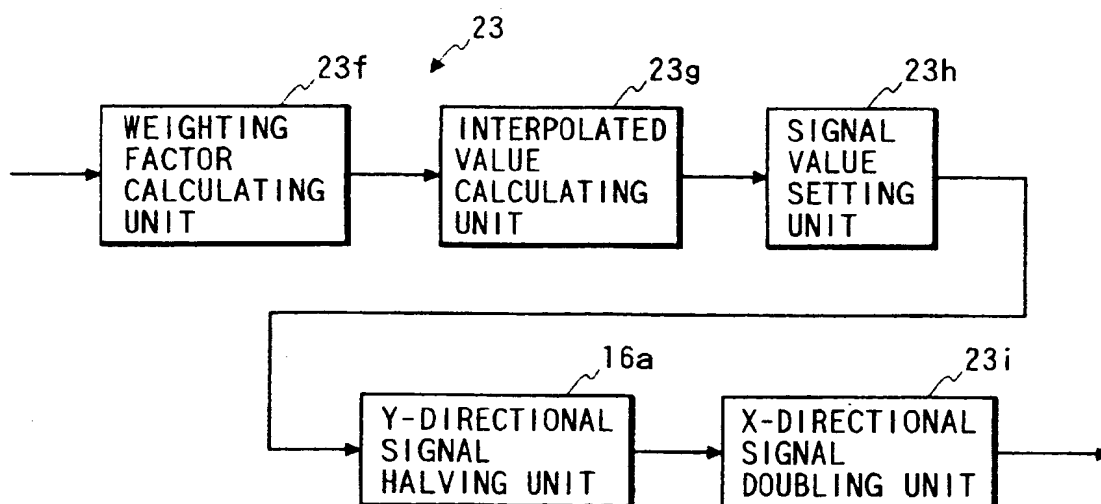 23
23f
23g
23h
WEIGHTING
FACTOR
CALCULATING
UNIT
INTERPOLATED
VALUE
CALCULATING
UNIT
SIGNAL
VALUE
SETTING
UNIT
16a
23i
Y-DIRECTIONAL
SIGNAL
HALVING UNIT
X-DIRECTIONAL
SIGNAL
DOUBLING UNIT